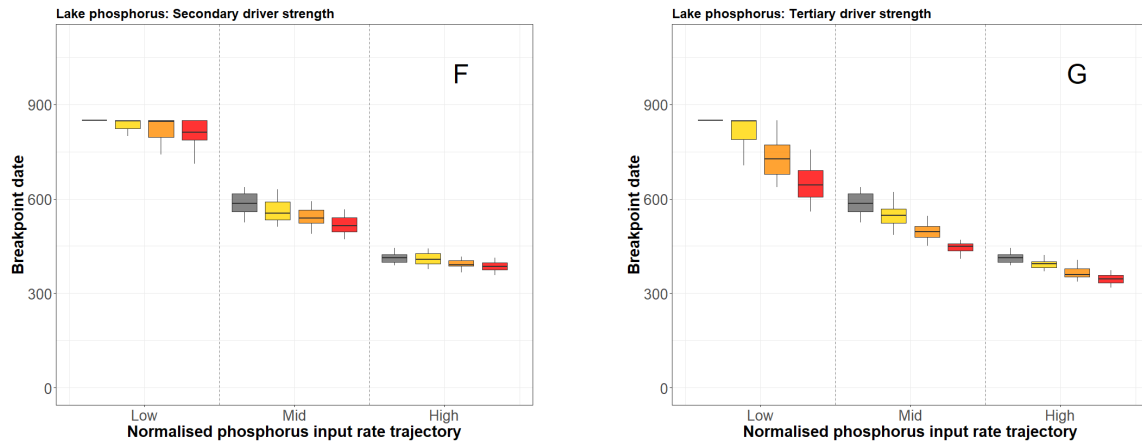 Lake phosphorus: Secondary driver strength
F
Breakpoint date
900
600
300
0
Low Mid High
Normalised phosphorus input rate trajectory
Lake phosphorus: Tertiary driver strength
G
Breakpoint date
900
600
300
0
Low Mid High
Normalised phosphorus input rate trajectory